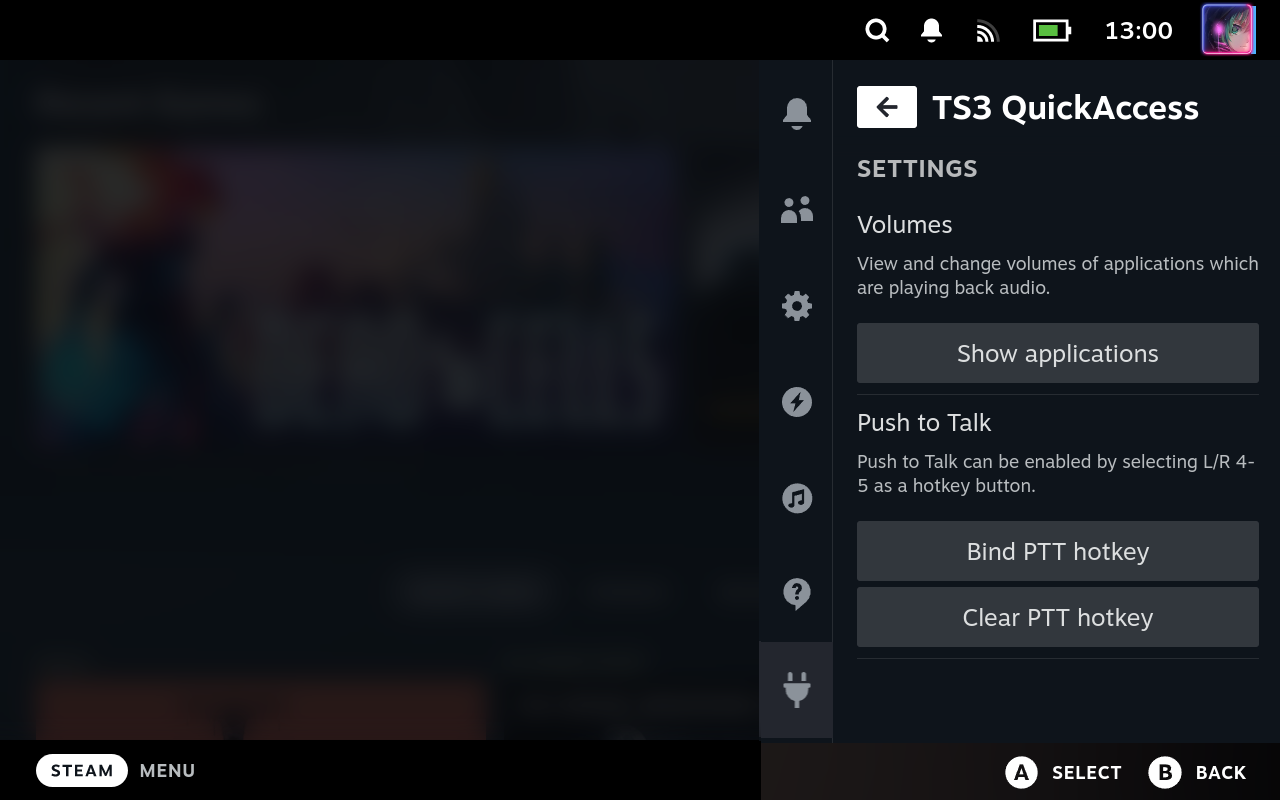 13:00
TS3 QuickAccess
SETTINGS
Volumes
View and change volumes of applications which
are playing back audio.
Show applications
Push to Talk
Push to Talk can be enabled by selecting L/R 4-
5 as a hotkey button.
Bind PTT hotkey
Clear PTT hotkey
STEAM MENU
A SELECT B BACK